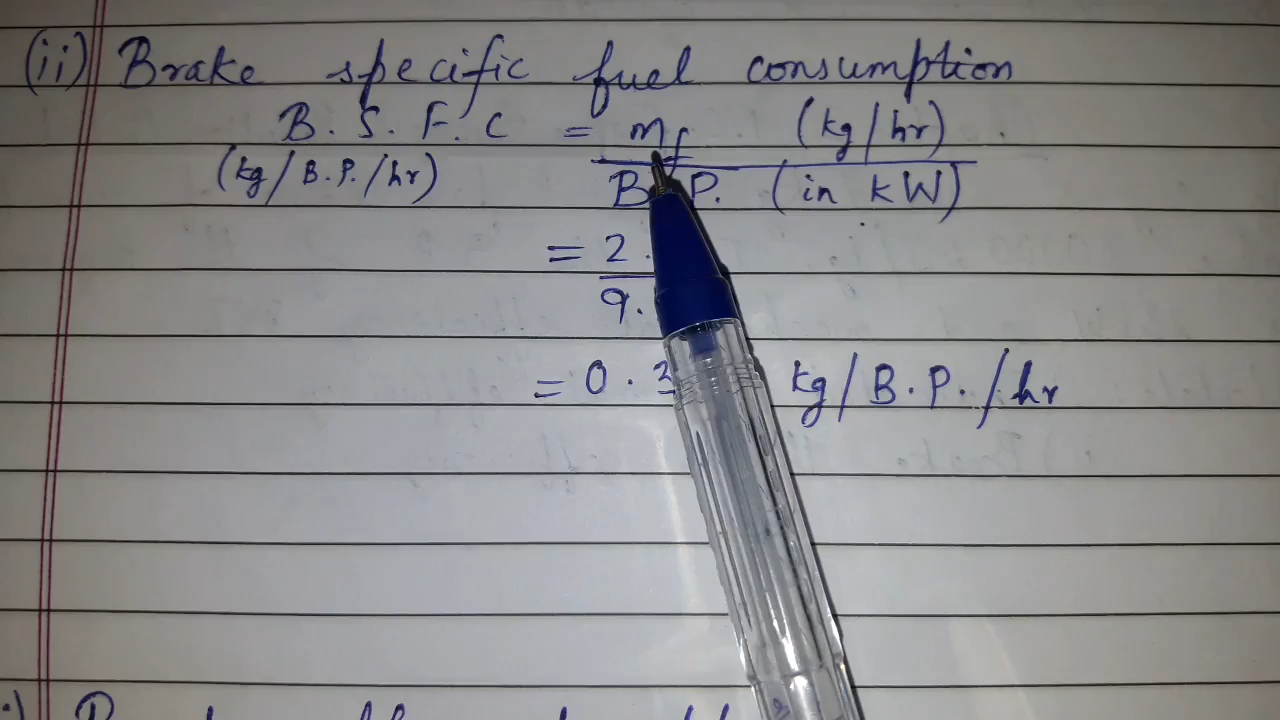 (ii) Brake specific fuel consumption
B.S.F.C = mf (kg/hr)
(kg/B.P./hr) B.P. (in kW)
= 2.
9.
= 0.3 kg/B.P./hr